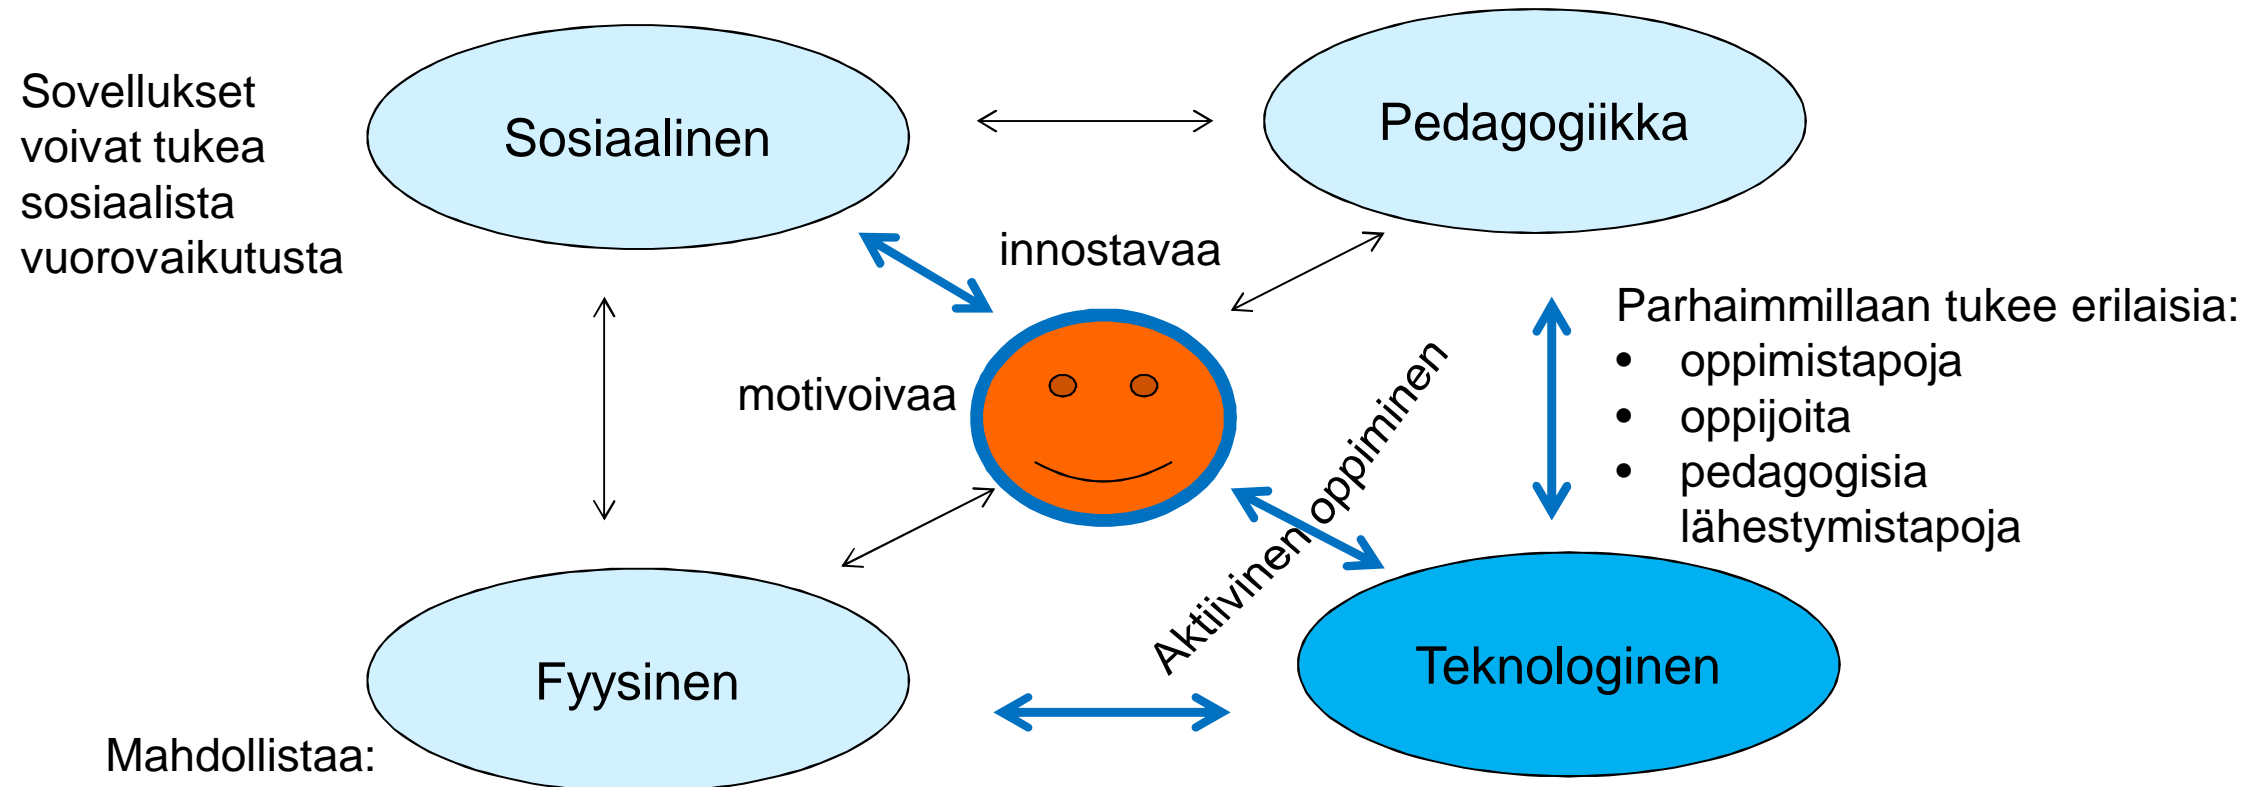 Sovellukset
voivat tukea
sosiaalista
vuorovaikutusta
Sosiaalinen
Pedagogiikka
innostavaa
motivoivaa
Aktiivinen oppiminen
Parhaimmillaan tukee erilaisia:
• oppimistapoja
• oppijoita
• pedagogisia
lähestymistapoja
Fyysinen
Teknologinen
Mahdollistaa: